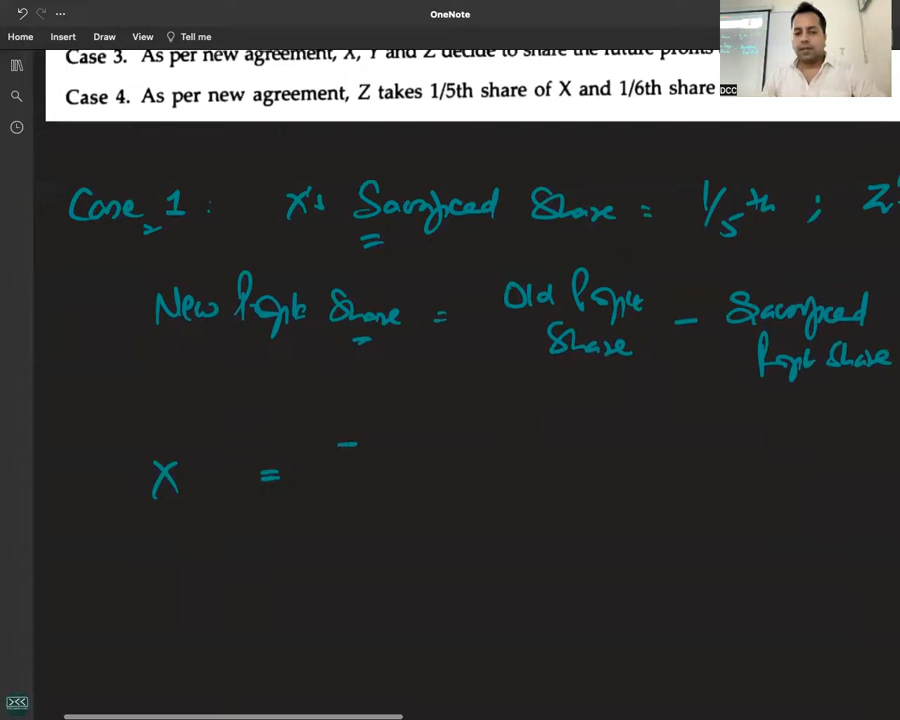 OneNote
Home Insert Draw View Tell me
Case 3. As per new agreement, X, Y and Z decide to share the future profits
Case 4. As per new agreement, Z takes 1/5th share of X and 1/6th share
DCC
Case 1 : X's Sacrificed Share = 1/5th ; Z'
New Profit Share = Old Profit Share - Sacrificed Profit Share
X = -